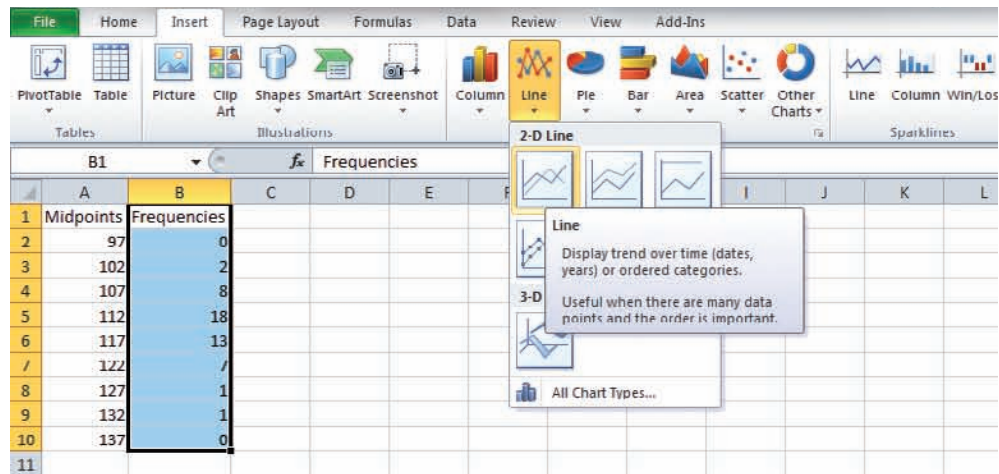 File Home Insert Page Layout Formulas Data Review View Add-Ins
PivotTable Table Picture Clip Art Shapes SmartArt Screenshot Column Line Pie Bar Area Scatter Other Charts Line Column Win/Los
Tables Illustrations Sparklines
B1 fx Frequencies
2-D Line
A B C D E F I J K L
1 Midpoints Frequencies
2 97 0
3 102 2
4 107 8
5 112 18
6 117 13
7 122 7
8 127 1
9 132 1
10 137 0
11
Line
Display trend over time (dates,
years) or ordered categories.
Useful when there are many data
points and the order is important.
3-D
All Chart Types...